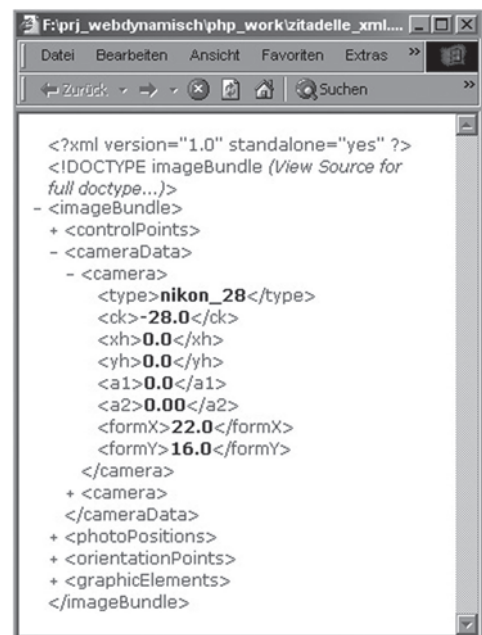 F:\prj_webdynamisch\php_work\zitadelle_xml....
Datei Bearbeiten Ansicht Favoriten Extras »
Zurück Suchen »
<?xml version="1.0" standalone="yes" ?>
<!DOCTYPE imageBundle (View Source for
full doctype...)>
- <imageBundle>
+ <controlPoints>
- <cameraData>
- <camera>
<type>nikon_28</type>
<ck>-28.0</ck>
<xh>0.0</xh>
<yh>0.0</yh>
<a1>0.0</a1>
<a2>0.00</a2>
<formX>22.0</formX>
<formY>16.0</formY>
</camera>
+ <camera>
</cameraData>
+ <photoPositions>
+ <orientationPoints>
+ <graphicElements>
</imageBundle>